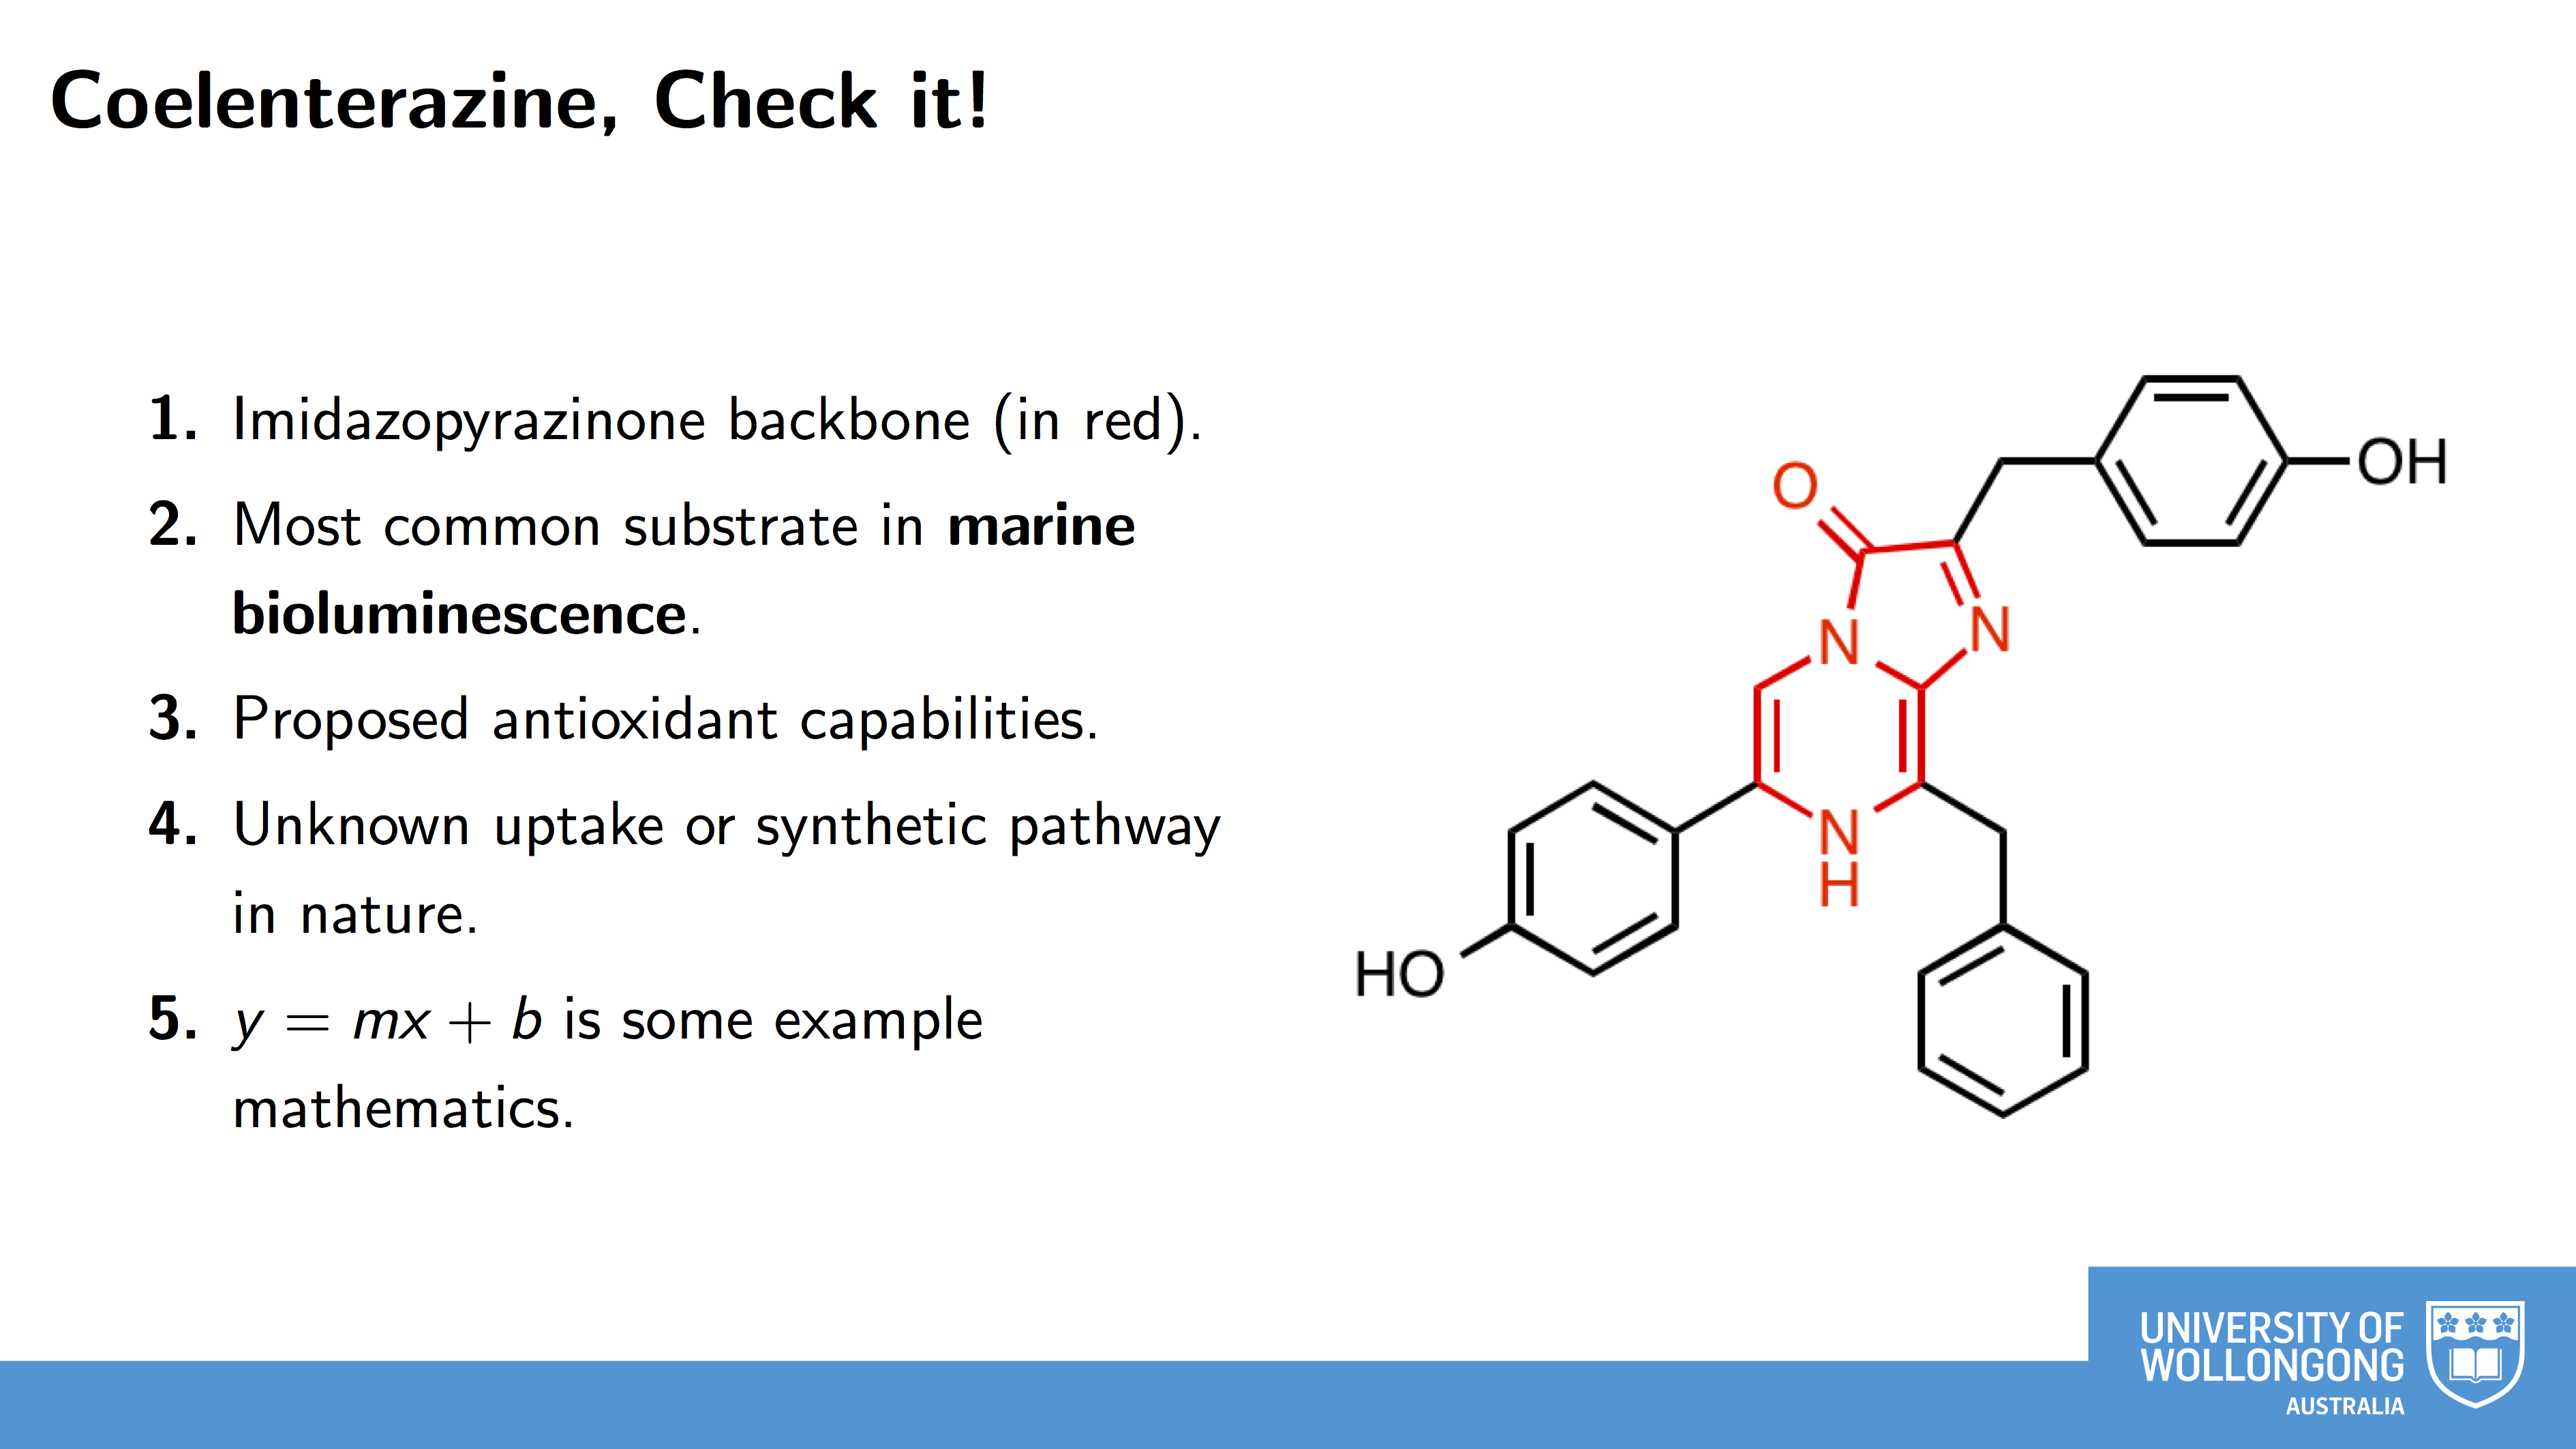 Coelenterazine, Check it!
1. Imidazopyrazinone backbone (in red).
2. Most common substrate in marine
bioluminescence.
3. Proposed antioxidant capabilities.
4. Unknown uptake or synthetic pathway
in nature.
5. y = mx + b is some example
mathematics.
O
OH
N
N
N
H
HO
UNIVERSITY OF
WOLLONGONG
AUSTRALIA